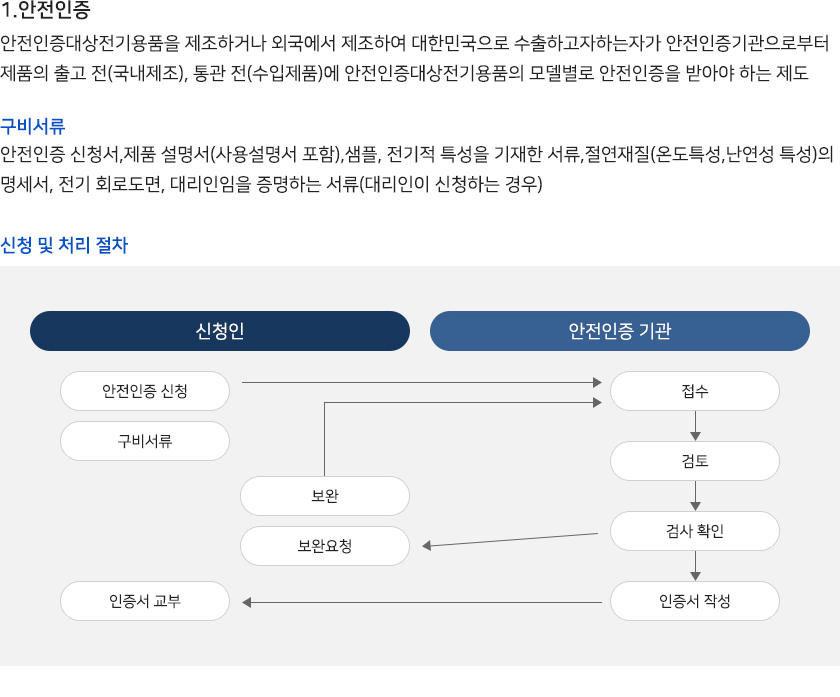 1.안전인증
안전인증대상전기용품을 제조하거나 외국에서 제조하여 대한민국으로 수출하고자하는자가 안전인증기관으로부터
제품의 출고 전(국내제조), 통관 전(수입제품)에 안전인증대상전기용품의 모델별로 안전인증을 받아야 하는 제도
구비서류
안전인증 신청서,제품 설명서(사용설명서 포함),샘플, 전기적 특성을 기재한 서류,절연재질(온도특성,난연성 특성)의
명세서, 전기 회로도면, 대리인임을 증명하는 서류(대리인이 신청하는 경우)
신청 및 처리 절차
신청인
안전인증 기관
안전인증 신청
접수
구비서류
검토
보완
검사 확인
보완요청
인증서 교부
인증서 작성